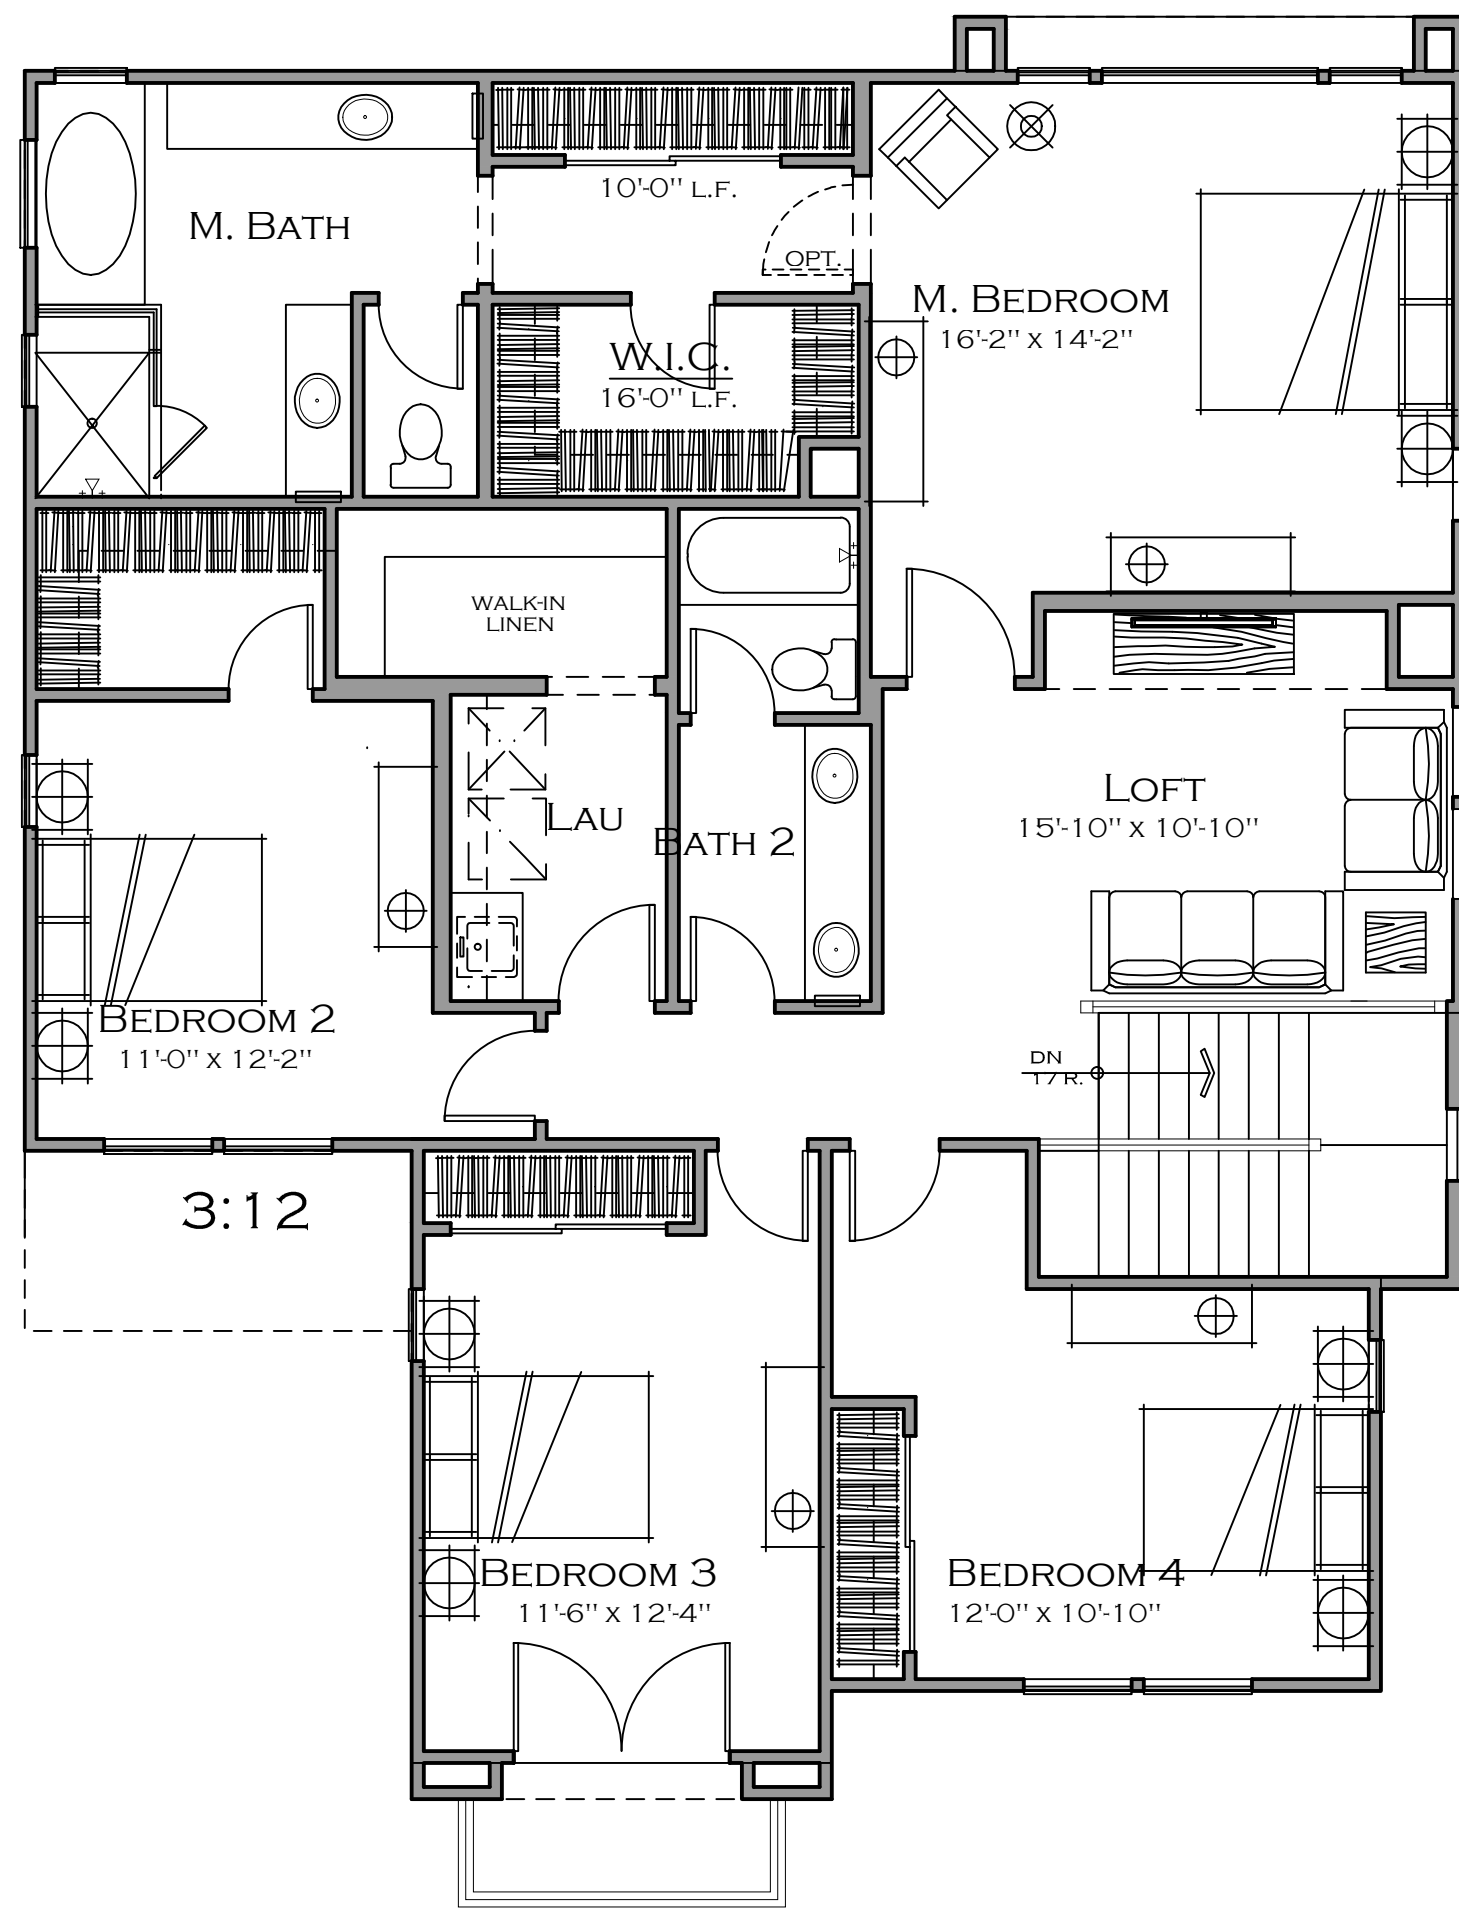 10'-0" L.F.
M. BATH
OPT.
M. BEDROOM
16'-2" X 14'-2"
W.I.C.
16'-0" L.F.
WALK-IN
LINEN
LOFT
15'-10" X 10'-10"
LAU
BATH 2
BEDROOM 2
11'-0" X 12'-2"
DN
17 R.
3:12
BEDROOM 3
11'-6" X 12'-4"
BEDROOM 4
12'-0" X 10'-10"